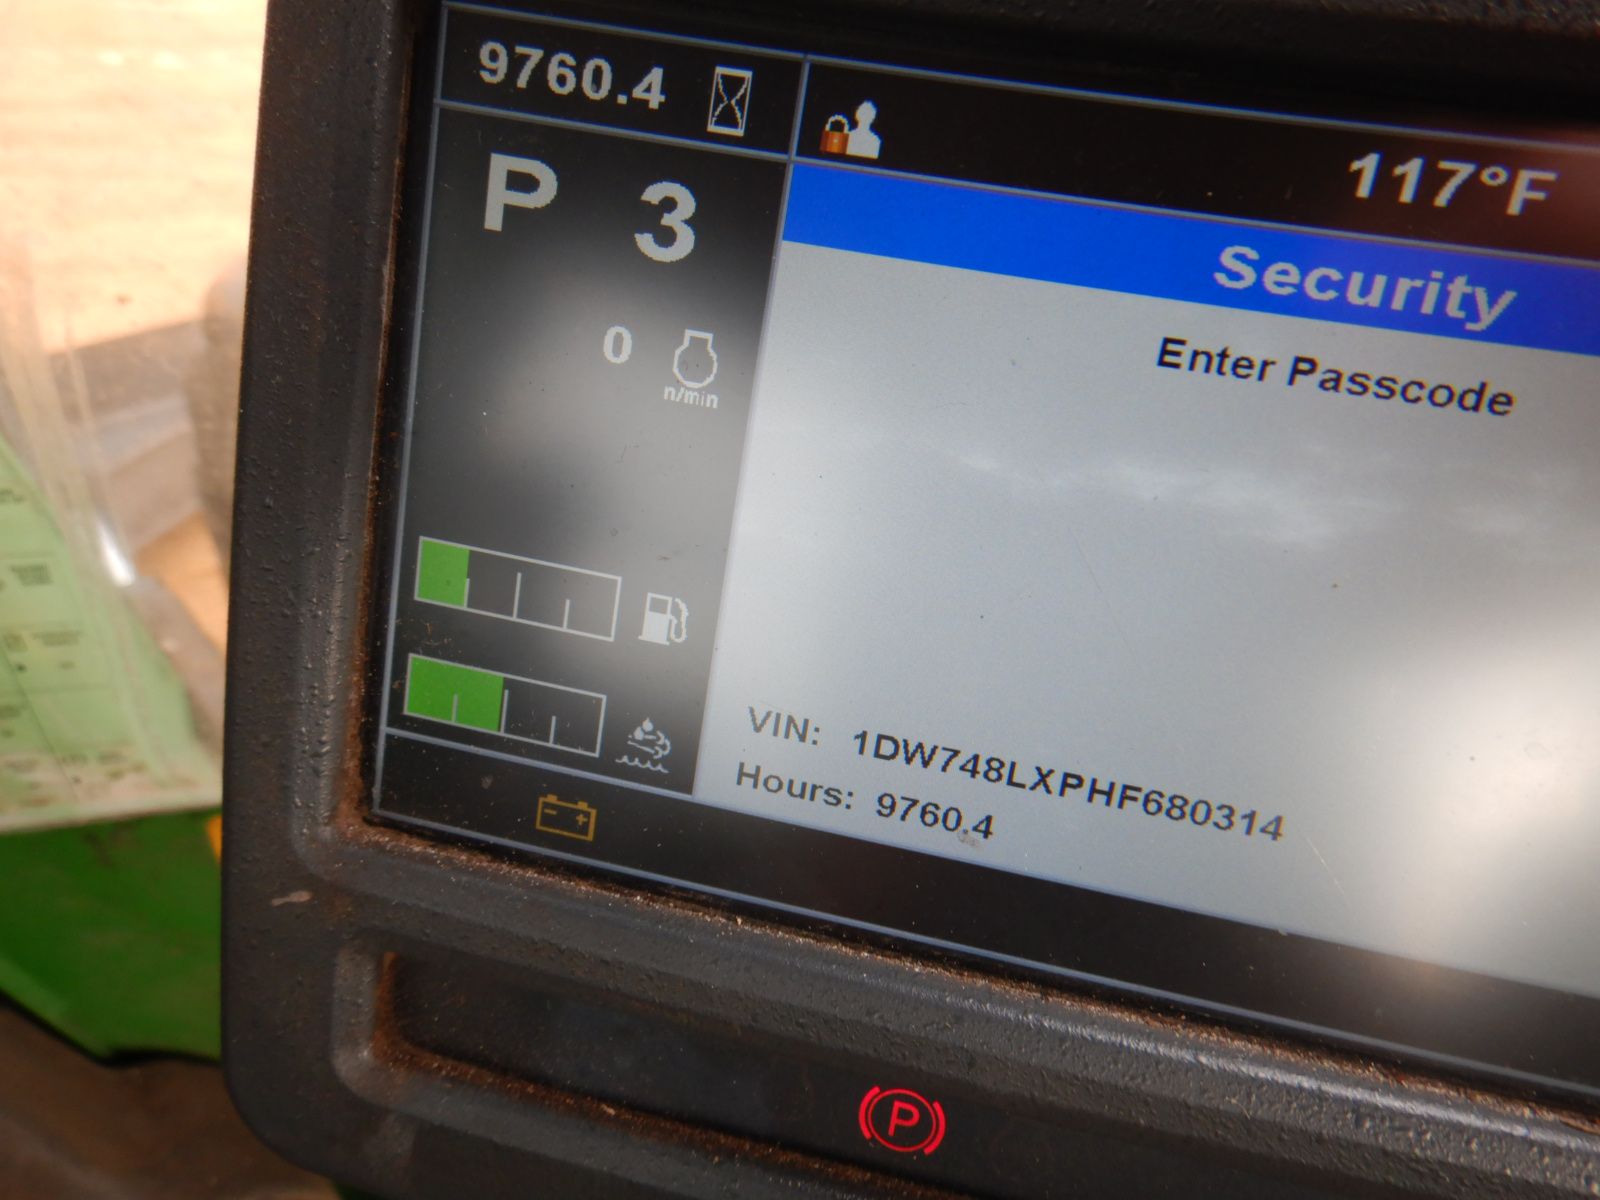 9760.4
117°F
P 3
Security
Enter Passcode
0
n/min
VIN: 1DW748LXPHF680314
Hours: 9760.4
P